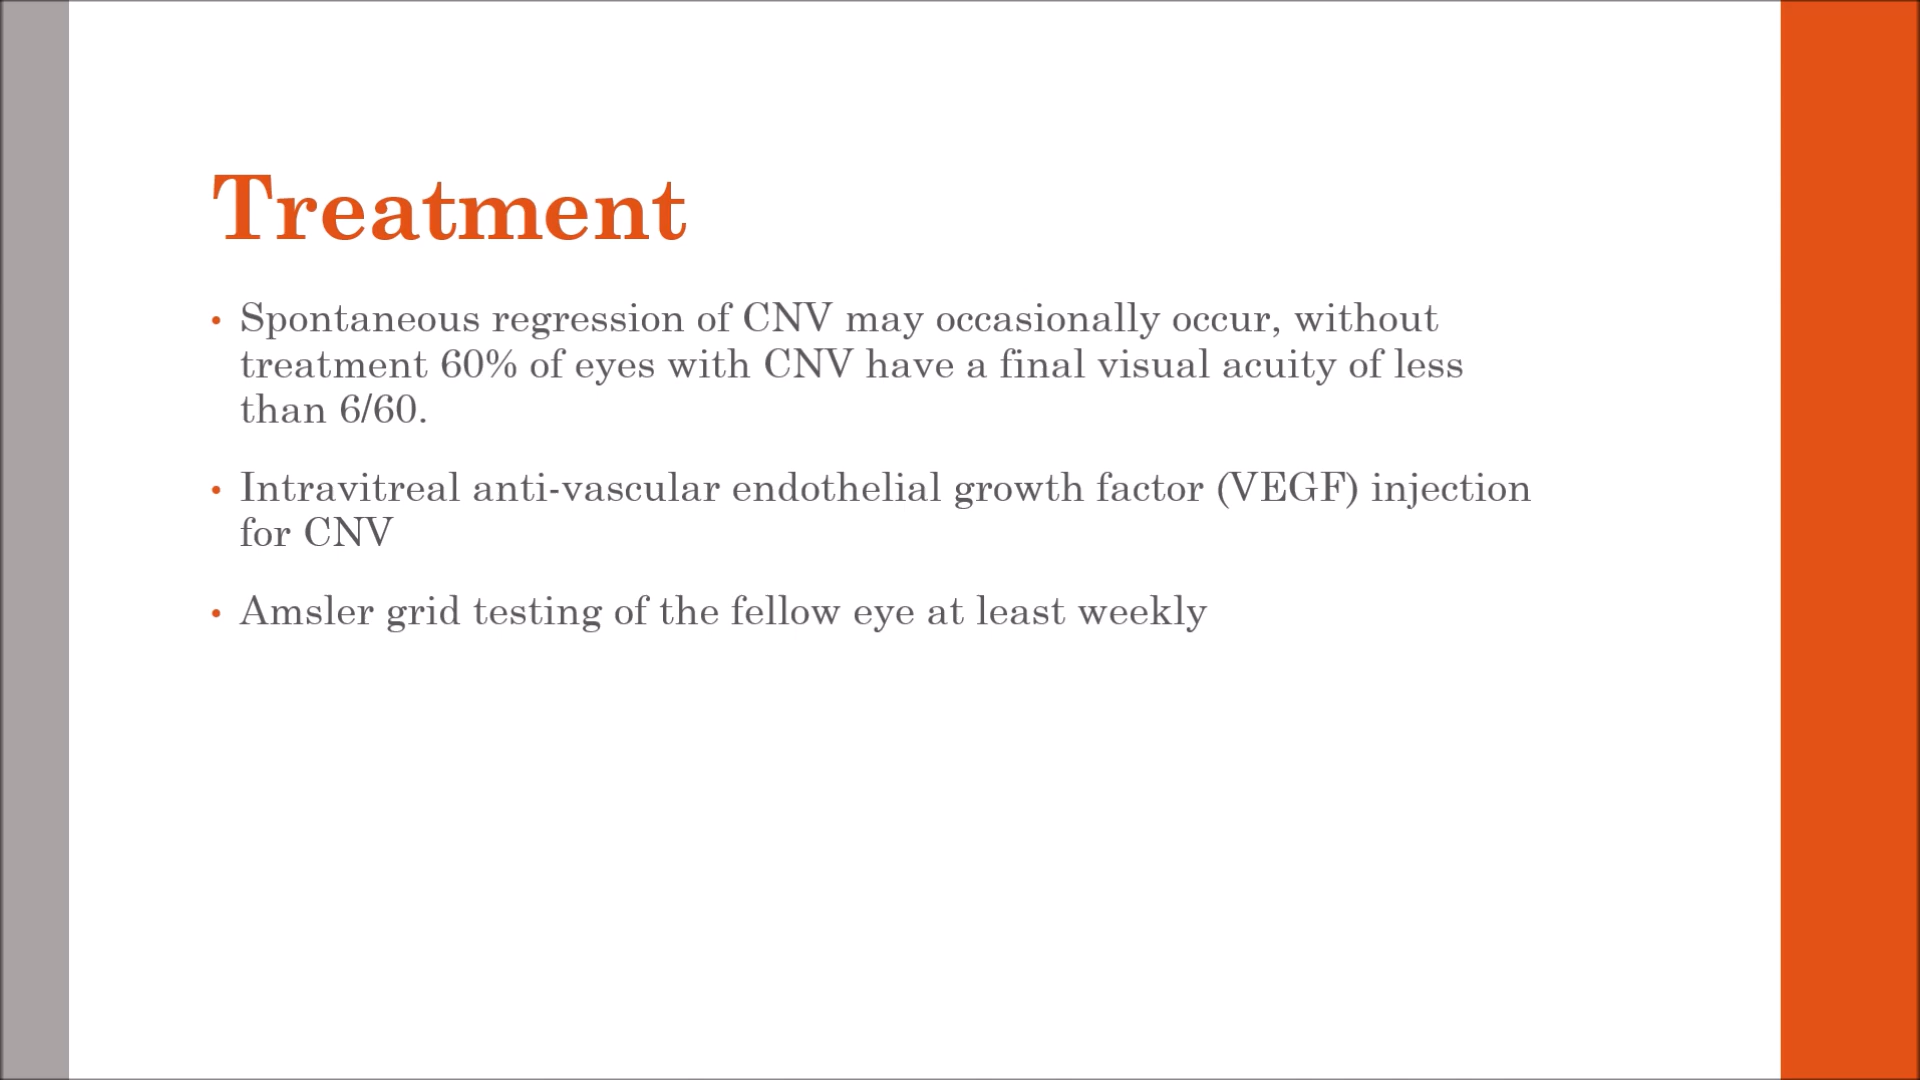 Treatment
• Spontaneous regression of CNV may occasionally occur, without
treatment 60% of eyes with CNV have a final visual acuity of less
than 6/60.
• Intravitreal anti-vascular endothelial growth factor (VEGF) injection
for CNV
• Amsler grid testing of the fellow eye at least weekly